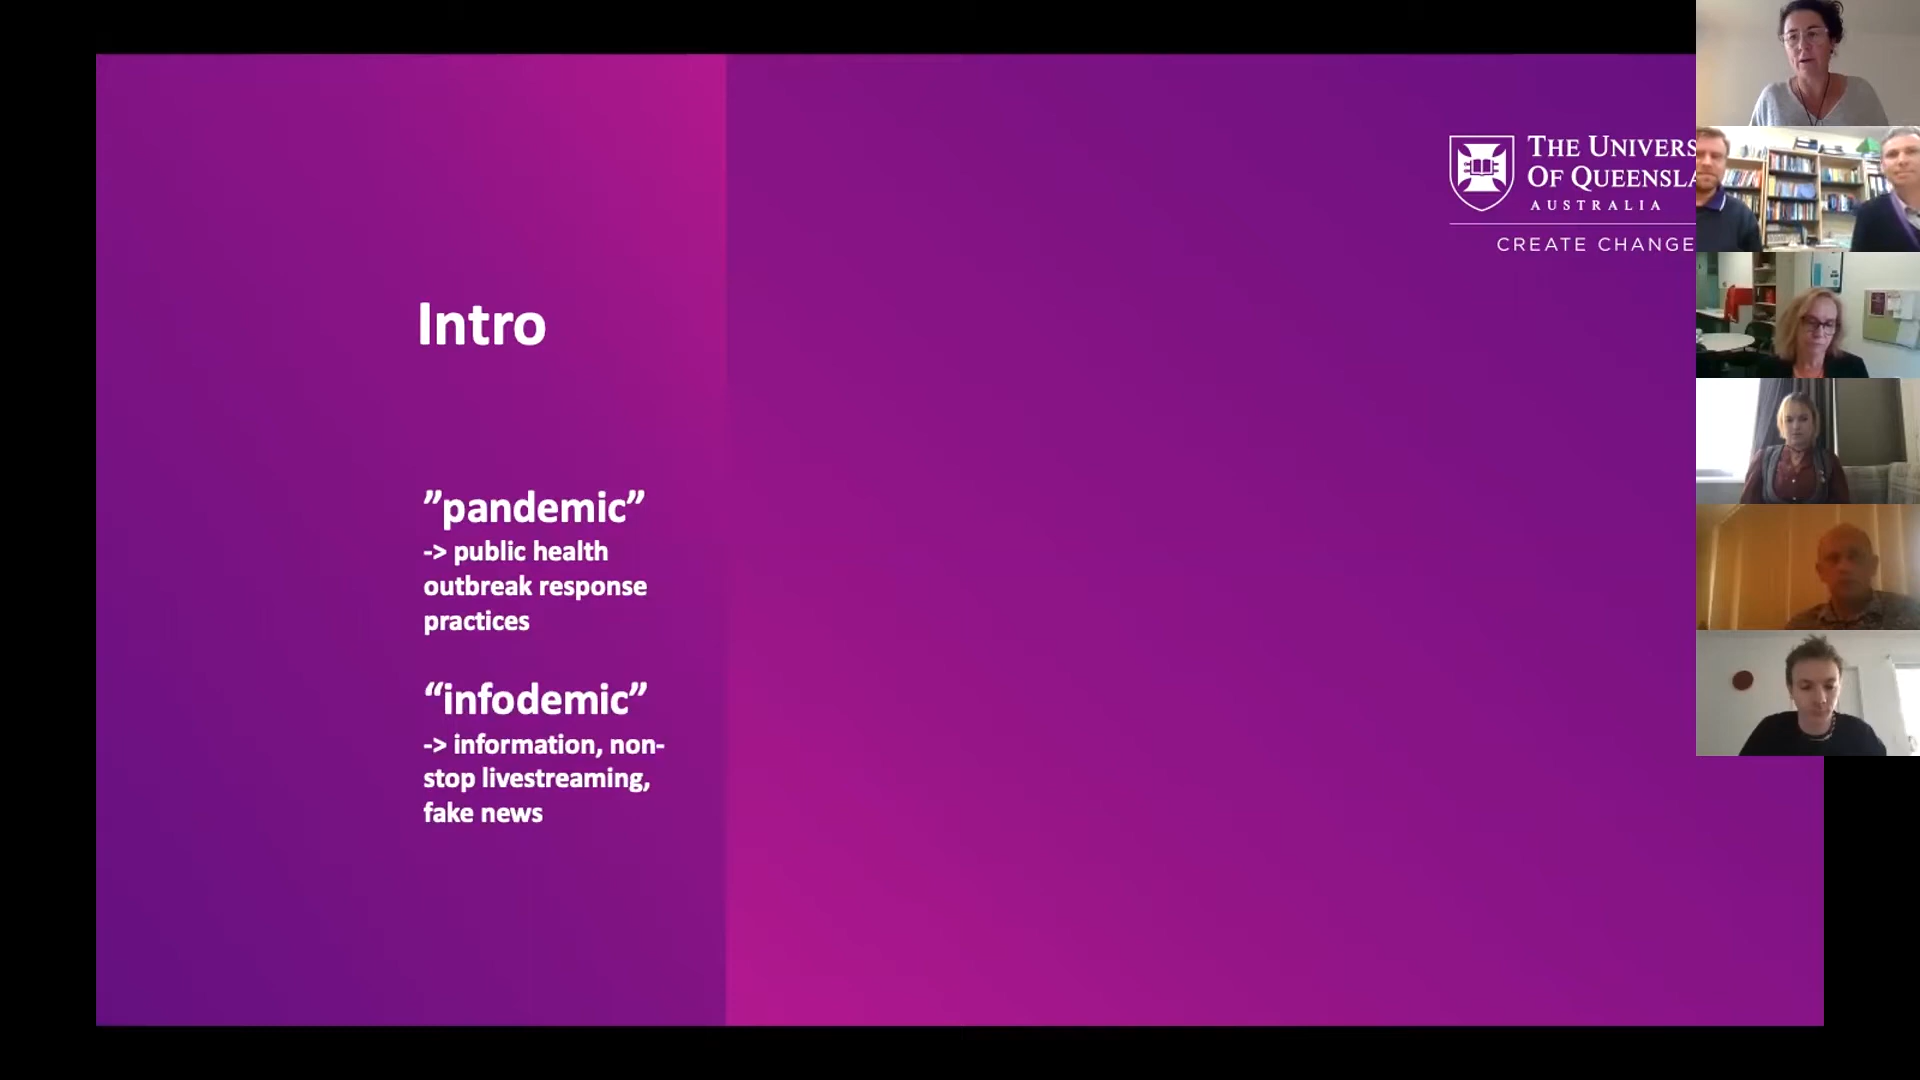 THE UNIVERS
OF QUEENSLA
AUSTRALIA
CREATE CHANGE
Intro
”pandemic”
-> public health
outbreak response
practices
“infodemic”
-> information, non-
stop livestreaming,
fake news